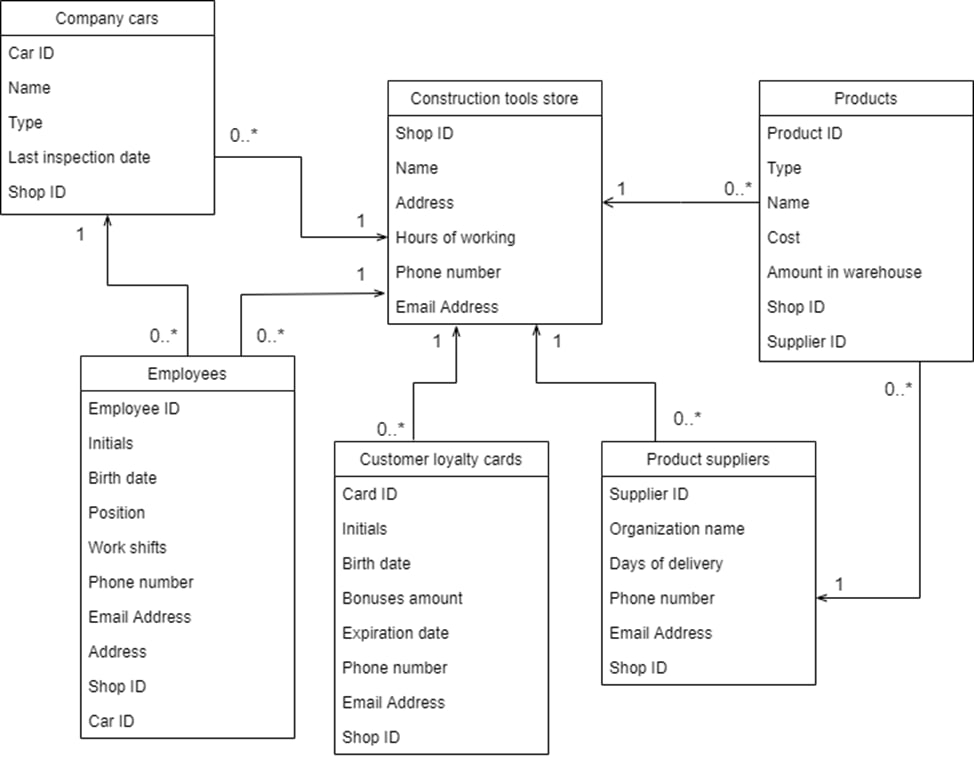 Company cars
Car ID
Name
Type
Last inspection date
Shop ID
0..*
1
1
0..*
Construction tools store
Shop ID
Name
Address
Hours of working
Phone number
Email Address
1
0..*
Products
Product ID
Type
Name
Cost
Amount in warehouse
Shop ID
Supplier ID
1
0..*
Employees
Employee ID
Initials
Birth date
Position
Work shifts
Phone number
Email Address
Address
Shop ID
Car ID
1
0..*
Customer loyalty cards
Card ID
Initials
Birth date
Bonuses amount
Expiration date
Phone number
Email Address
Shop ID
1
0..*
Product suppliers
Supplier ID
Organization name
Days of delivery
Phone number
Email Address
Shop ID
0..*
1